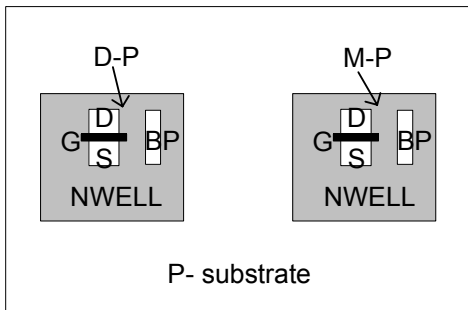 D-P M-P
D D
G BP G BP
S S
NWELL NWELL
P- substrate